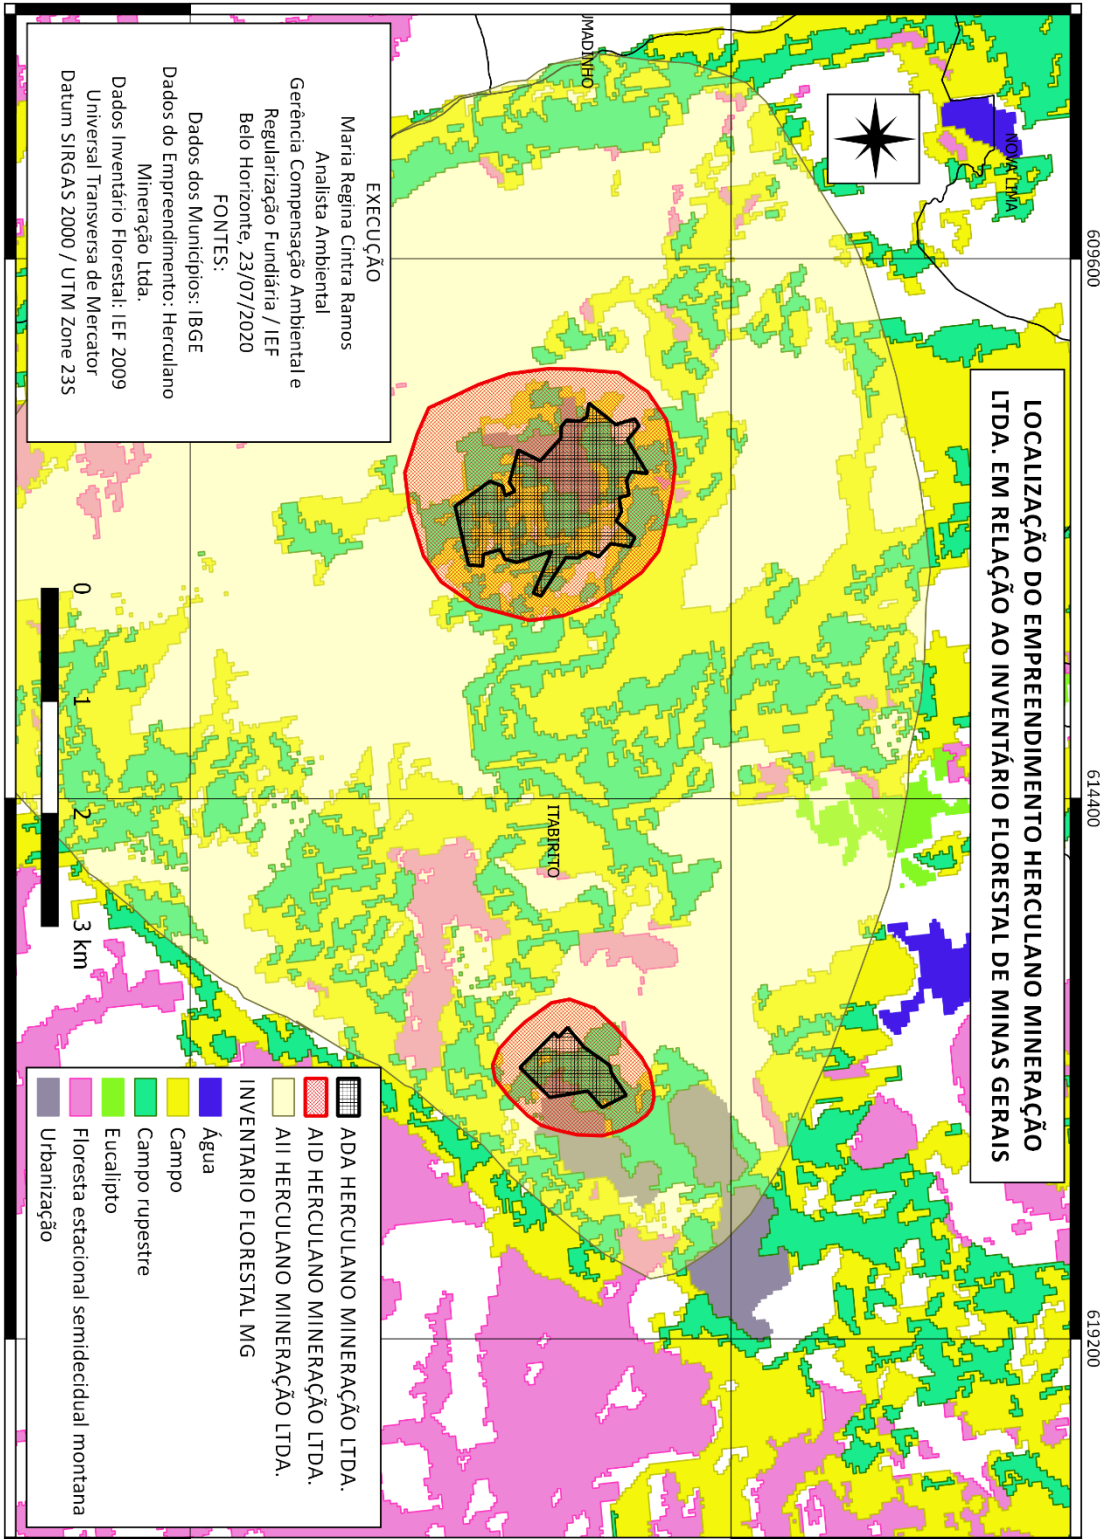 LOCALIZAÇÃO DO EMPREENDIMENTO HERCULANO MINERAÇÃO
LTDA. EM RELAÇÃO AO INVENTÁRIO FLORESTAL DE MINAS GERAIS
609600
614400
619200
NOVA LIMA
UMADINHO
ITABIRITO
EXECUÇÃO
Maria Regina Cintra Ramos
Analista Ambiental
Gerência Compensação Ambiental e
Regularização Fundiária / IEF
Belo Horizonte, 23/07/2020
FONTES:
Dados dos Municípios: IBGE
Dados do Empreendimento: Herculano
Mineração Ltda.
Dados Inventário Florestal: IEF 2009
Universal Transversa de Mercator
Datum SIRGAS 2000 / UTM Zone 23S
0 1 2 3 km
ADA HERCULANO MINERAÇÃO LTDA.
AID HERCULANO MINERAÇÃO LTDA.
AII HERCULANO MINERAÇÃO LTDA.
INVENTARIO FLORESTAL MG
Água
Campo
Campo rupestre
Eucalipto
Floresta estacional semidecidual montana
Urbanização